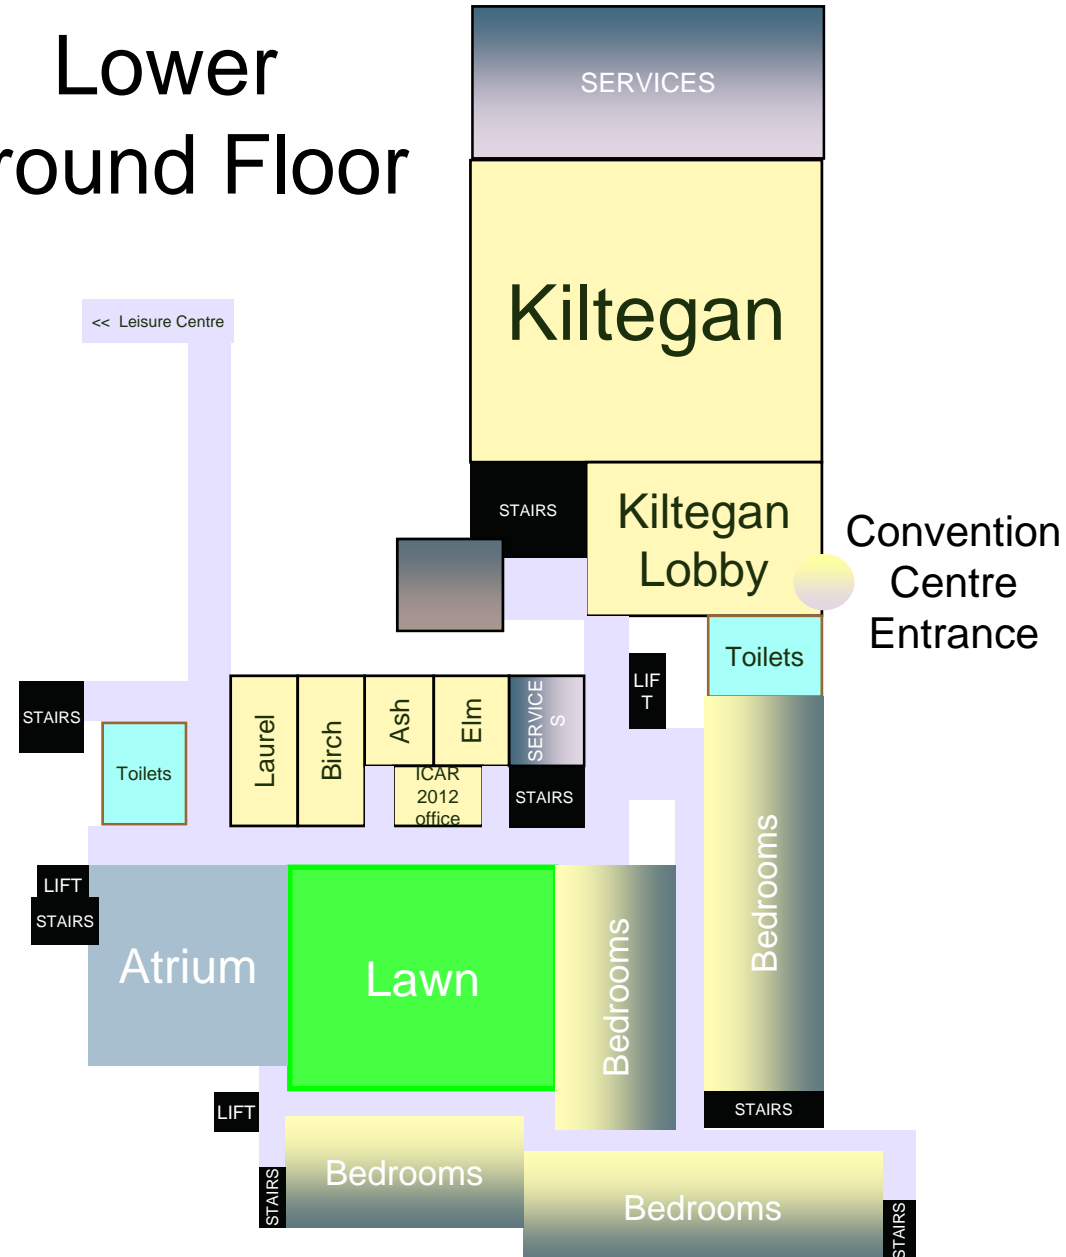 Lower
round Floor
SERVICES
Kiltegan
<< Leisure Centre
STAIRS
Kiltegan
Lobby
Convention
Centre
Entrance
Toilets
LIF
T
STAIRS
Toilets
Laurel
Birch
Ash
Elm
SERVICE
S
ICAR
2012
office
STAIRS
LIFT
STAIRS
Atrium
Lawn
Bedrooms
Bedrooms
STAIRS
LIFT
STAIRS
Bedrooms
Bedrooms
STAIRS